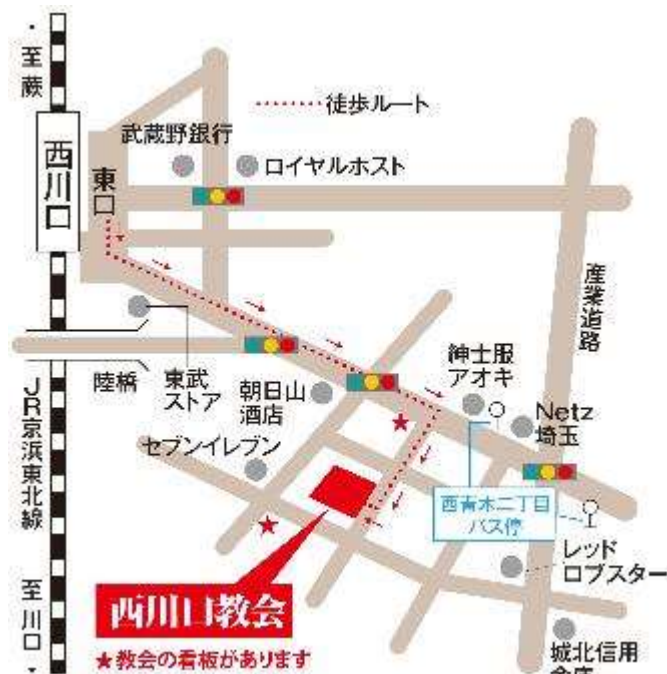 ・至蕨
徒歩ルート
武蔵野銀行
ロイヤルホスト
西川口
東口
産業道路
陸橋
東武
ストア
朝日山
酒店
紳士服
アオキ
Netz
埼玉
セブンイレブン
西青木二丁目
バス停
JR京浜東北線
レッド
ロブスター
西川口教会
至川口・
★教会の看板があります
城北信用
金庫